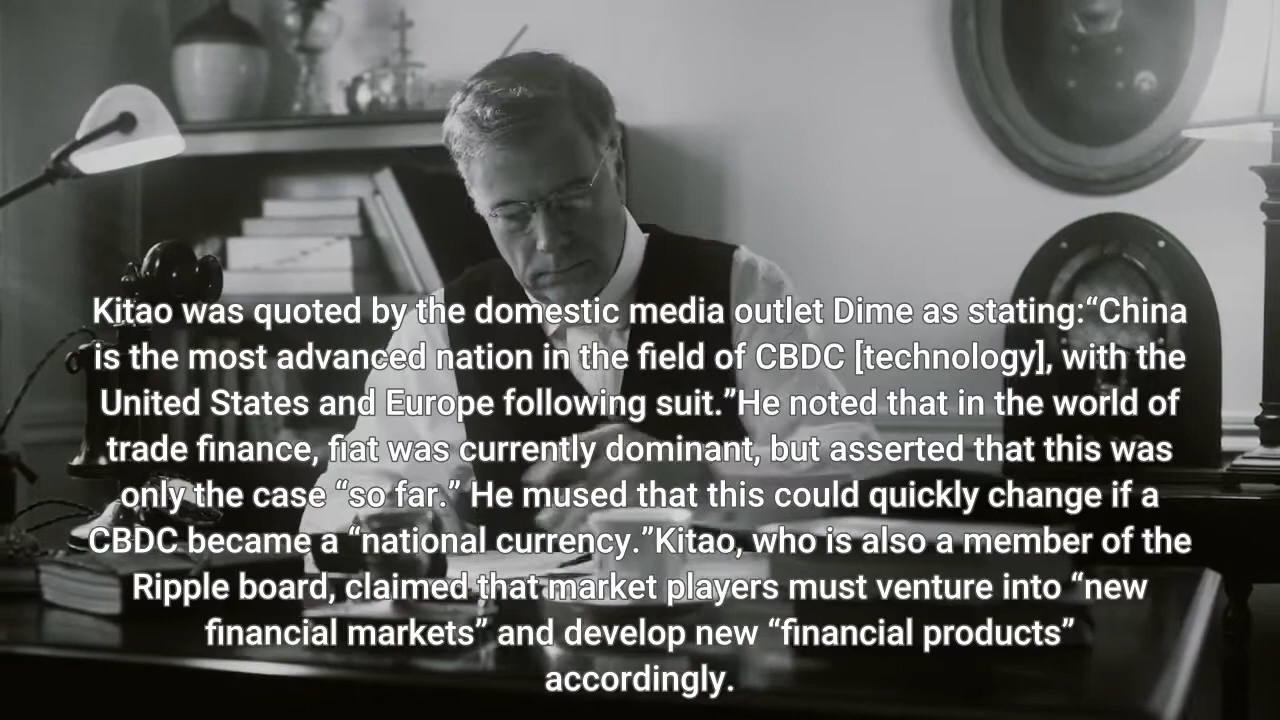 Kitao was quoted by the domestic media outlet Dime as stating:“China
is the most advanced nation in the field of CBDC [technology], with the
United States and Europe following suit.”He noted that in the world of
trade finance, fiat was currently dominant, but asserted that this was
only the case “so far.” He mused that this could quickly change if a
CBDC became a “national currency.”Kitao, who is also a member of the
Ripple board, claimed that market players must venture into “new
financial markets” and develop new “financial products”
accordingly.